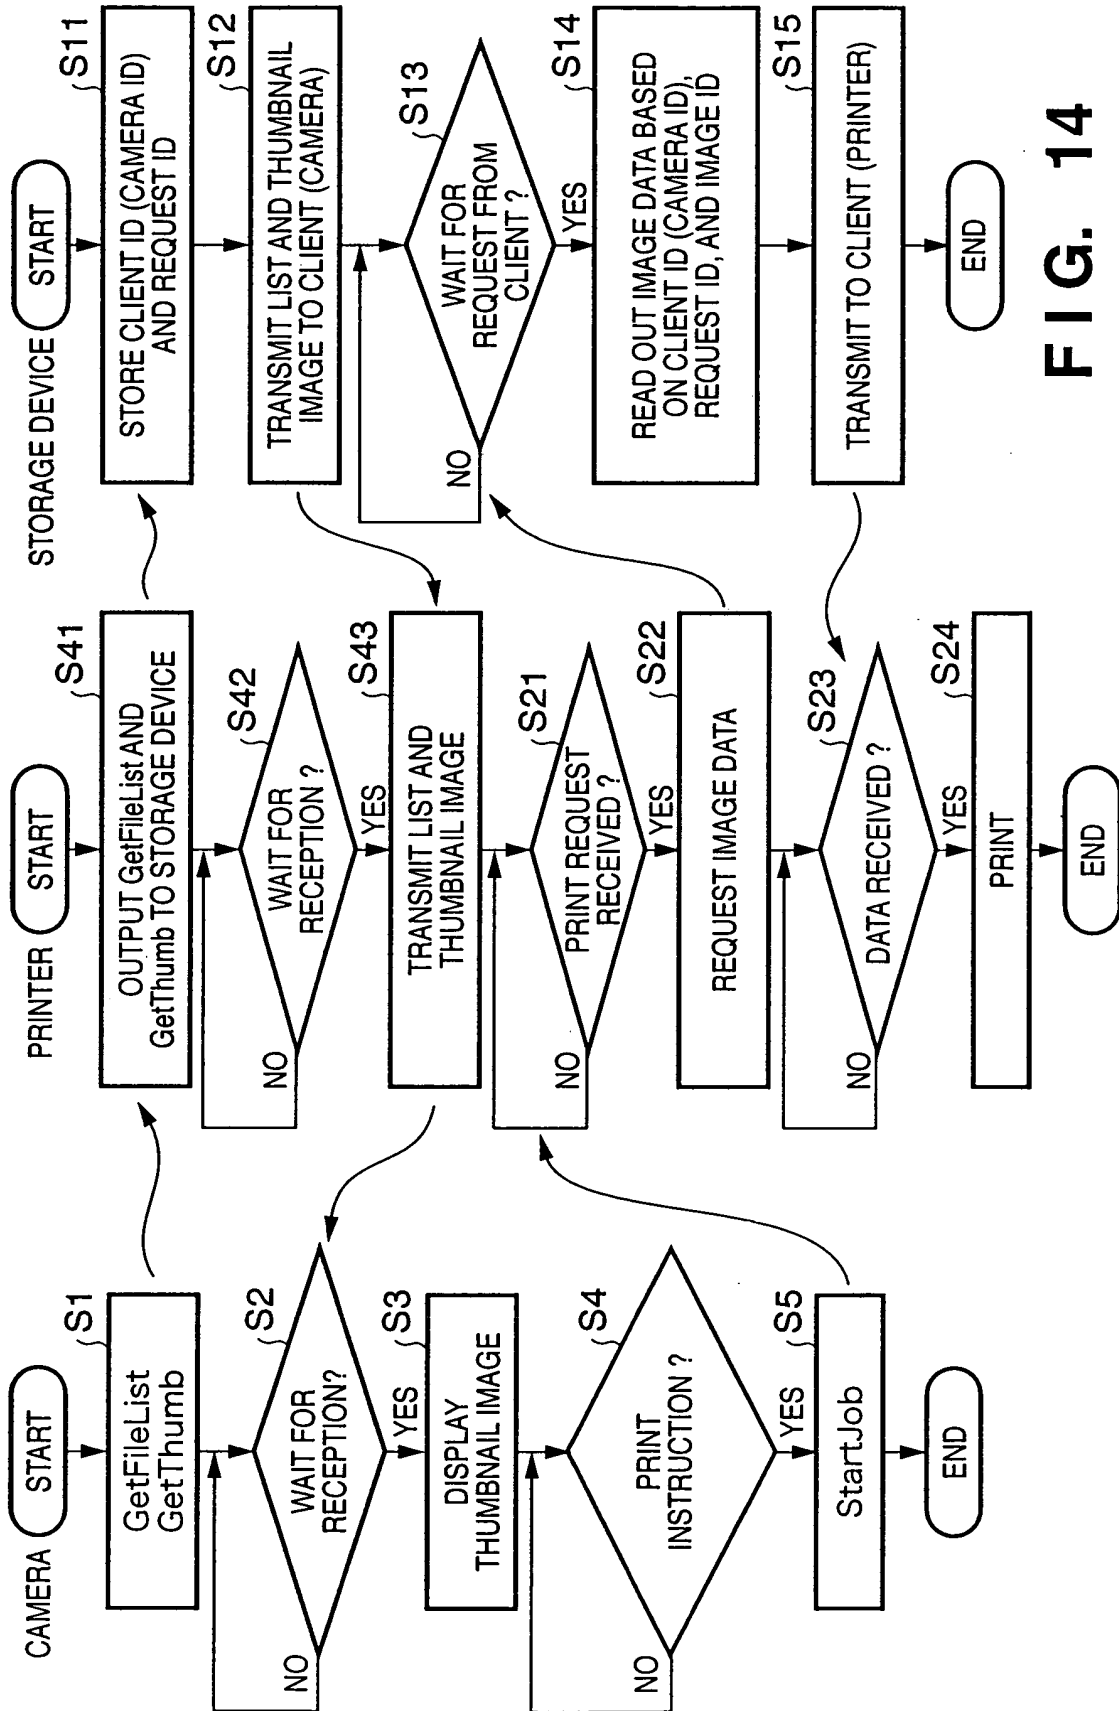 CAMERA
START
S1
GetFileList
GetThumb
S2
WAIT FOR
RECEPTION?
NO
YES
S3
DISPLAY
THUMBNAIL IMAGE
S4
PRINT
INSTRUCTION ?
NO
YES
S5
StartJob
END
PRINTER
START
S41
OUTPUT GetFileList AND
GetThumb TO STORAGE DEVICE
S42
WAIT FOR
RECEPTION ?
NO
YES
S43
TRANSMIT LIST AND
THUMBNAIL IMAGE
S21
PRINT REQUEST
RECEIVED ?
NO
YES
S22
REQUEST IMAGE DATA
S23
DATA RECEIVED ?
NO
YES
S24
PRINT
END
STORAGE DEVICE
START
S11
STORE CLIENT ID (CAMERA ID)
AND REQUEST ID
S12
TRANSMIT LIST AND THUMBNAIL
IMAGE TO CLIENT (CAMERA)
S13
WAIT FOR
REQUEST FROM
CLIENT ?
NO
YES
S14
READ OUT IMAGE DATA BASED
ON CLIENT ID (CAMERA ID),
REQUEST ID, AND IMAGE ID
S15
TRANSMIT TO CLIENT (PRINTER)
END
FIG. 14